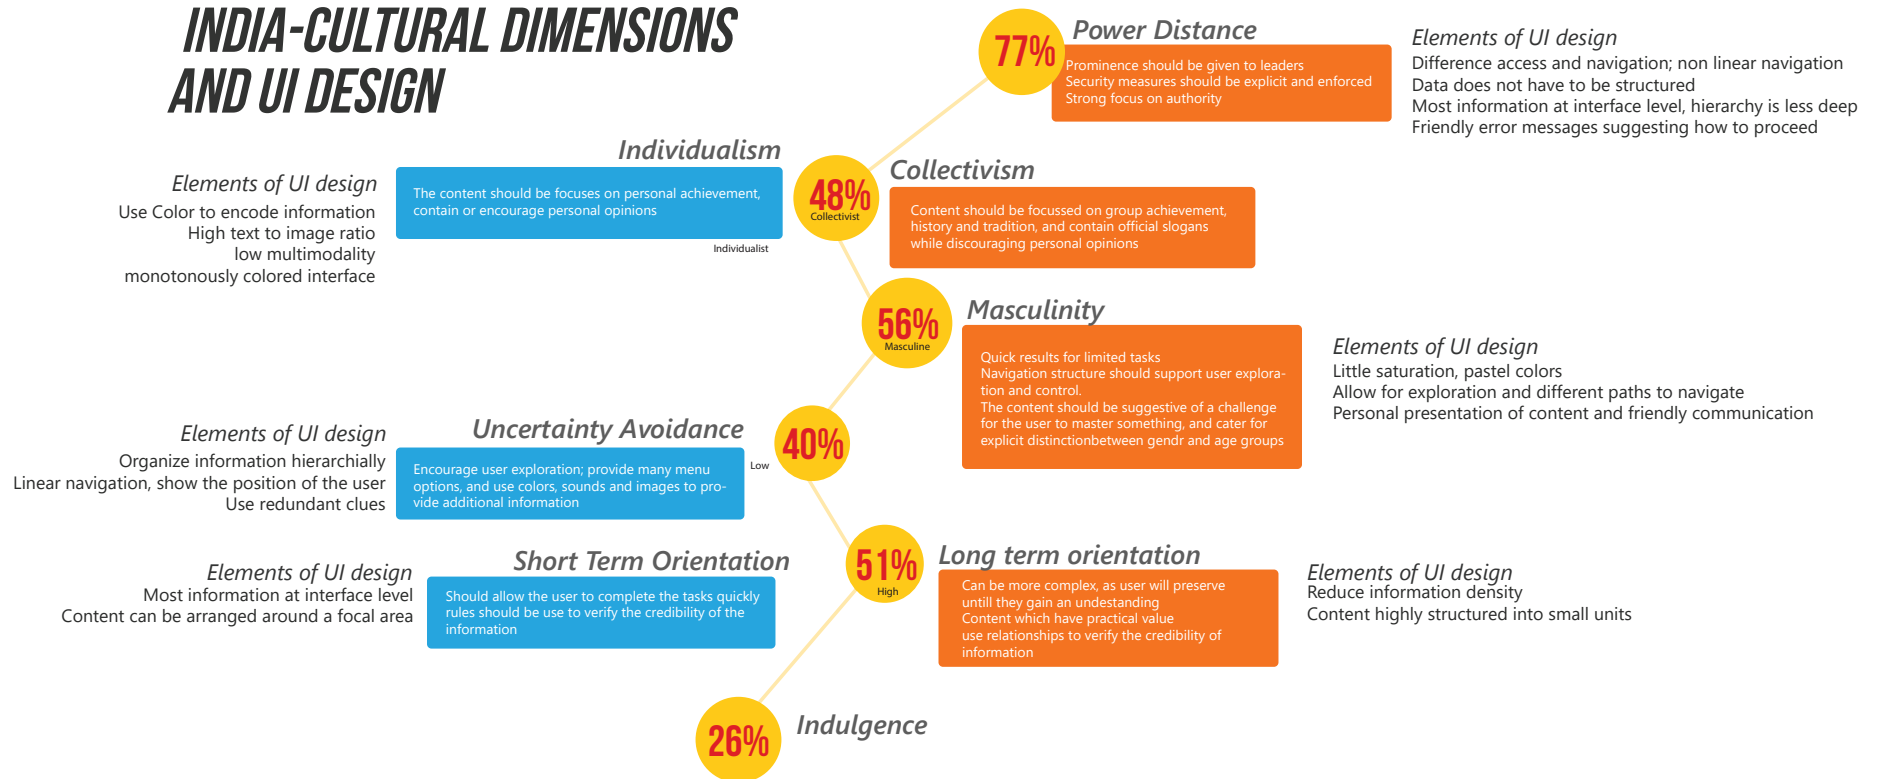 INDIA-CULTURAL DIMENSIONS
AND UI DESIGN
77%
Power Distance
Prominence should be given to leaders
Security measures should be explicit and enforced
Strong focus on authority
Elements of UI design
Difference access and navigation; non linear navigation
Data does not have to be structured
Most information at interface level, hierarchy is less deep
Friendly error messages suggesting how to proceed
Individualism
Elements of UI design
Use Color to encode information
High text to image ratio
low multimodality
monotonously colored interface
The content should be focuses on personal achievement,
contain or encourage personal opinions
Individualist
48%
Collectivist
Collectivism
Content should be focussed on group achievement,
history and tradition, and contain official slogans
while discouraging personal opinions
56%
Masculine
Masculinity
Quick results for limited tasks
Navigation structure should support user explora-
tion and control.
The content should be suggestive of a challenge
for the user to master something, and cater for
explicit distinctionbetween gendr and age groups
Elements of UI design
Little saturation, pastel colors
Allow for exploration and different paths to navigate
Personal presentation of content and friendly communication
Uncertainty Avoidance
Elements of UI design
Organize information hierarchially
Linear navigation, show the position of the user
Use redundant clues
Encourage user exploration; provide many menu
options, and use colors, sounds and images to pro-
vide additional information
Low
40%
Short Term Orientation
Elements of UI design
Most information at interface level
Content can be arranged around a focal area
Should allow the user to complete the tasks quickly
rules should be use to verify the credibility of the
information
51%
High
Long term orientation
Can be more complex, as user will preserve
untill they gain an undestanding
Content which have practical value
use relationships to verify the credibility of
information
Elements of UI design
Reduce information density
Content highly structured into small units
26%
Indulgence